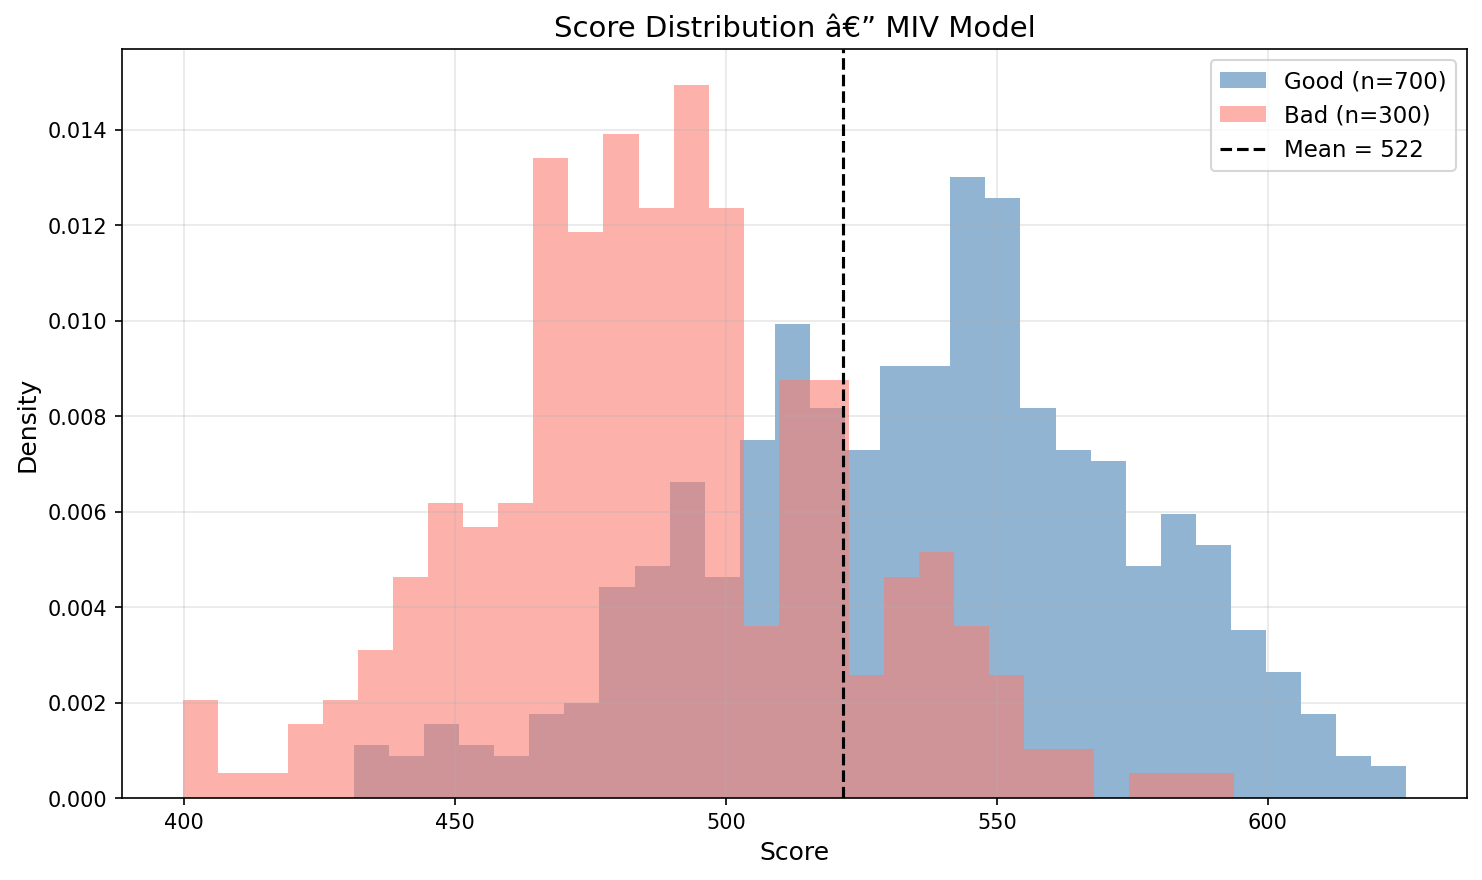 Score Distribution â€” MIV Model
Good (n=700)
Bad (n=300)
Mean = 522
Density
0.014
0.012
0.010
0.008
0.006
0.004
0.002
0.000
400 450 500 550 600
Score